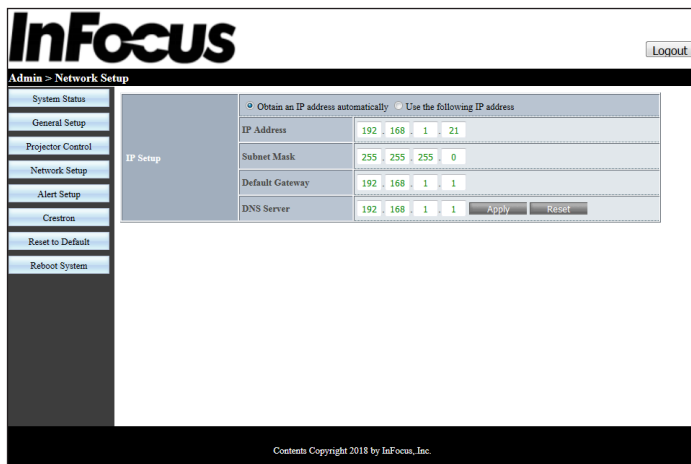 InFocus
Logout
Admin > Network Setup
System Status
General Setup
Projector Control
Network Setup
Alert Setup
Crestron
Reset to Default
Reboot System
IP Setup
Obtain an IP address automatically Use the following IP address
IP Address 192 . 168 . 1 . 21
Subnet Mask 255 . 255 . 255 . 0
Default Gateway 192 . 168 . 1 . 1
DNS Server 192 . 168 . 1 . 1 Apply Reset
Contents Copyright 2018 by InFocus,.Inc.